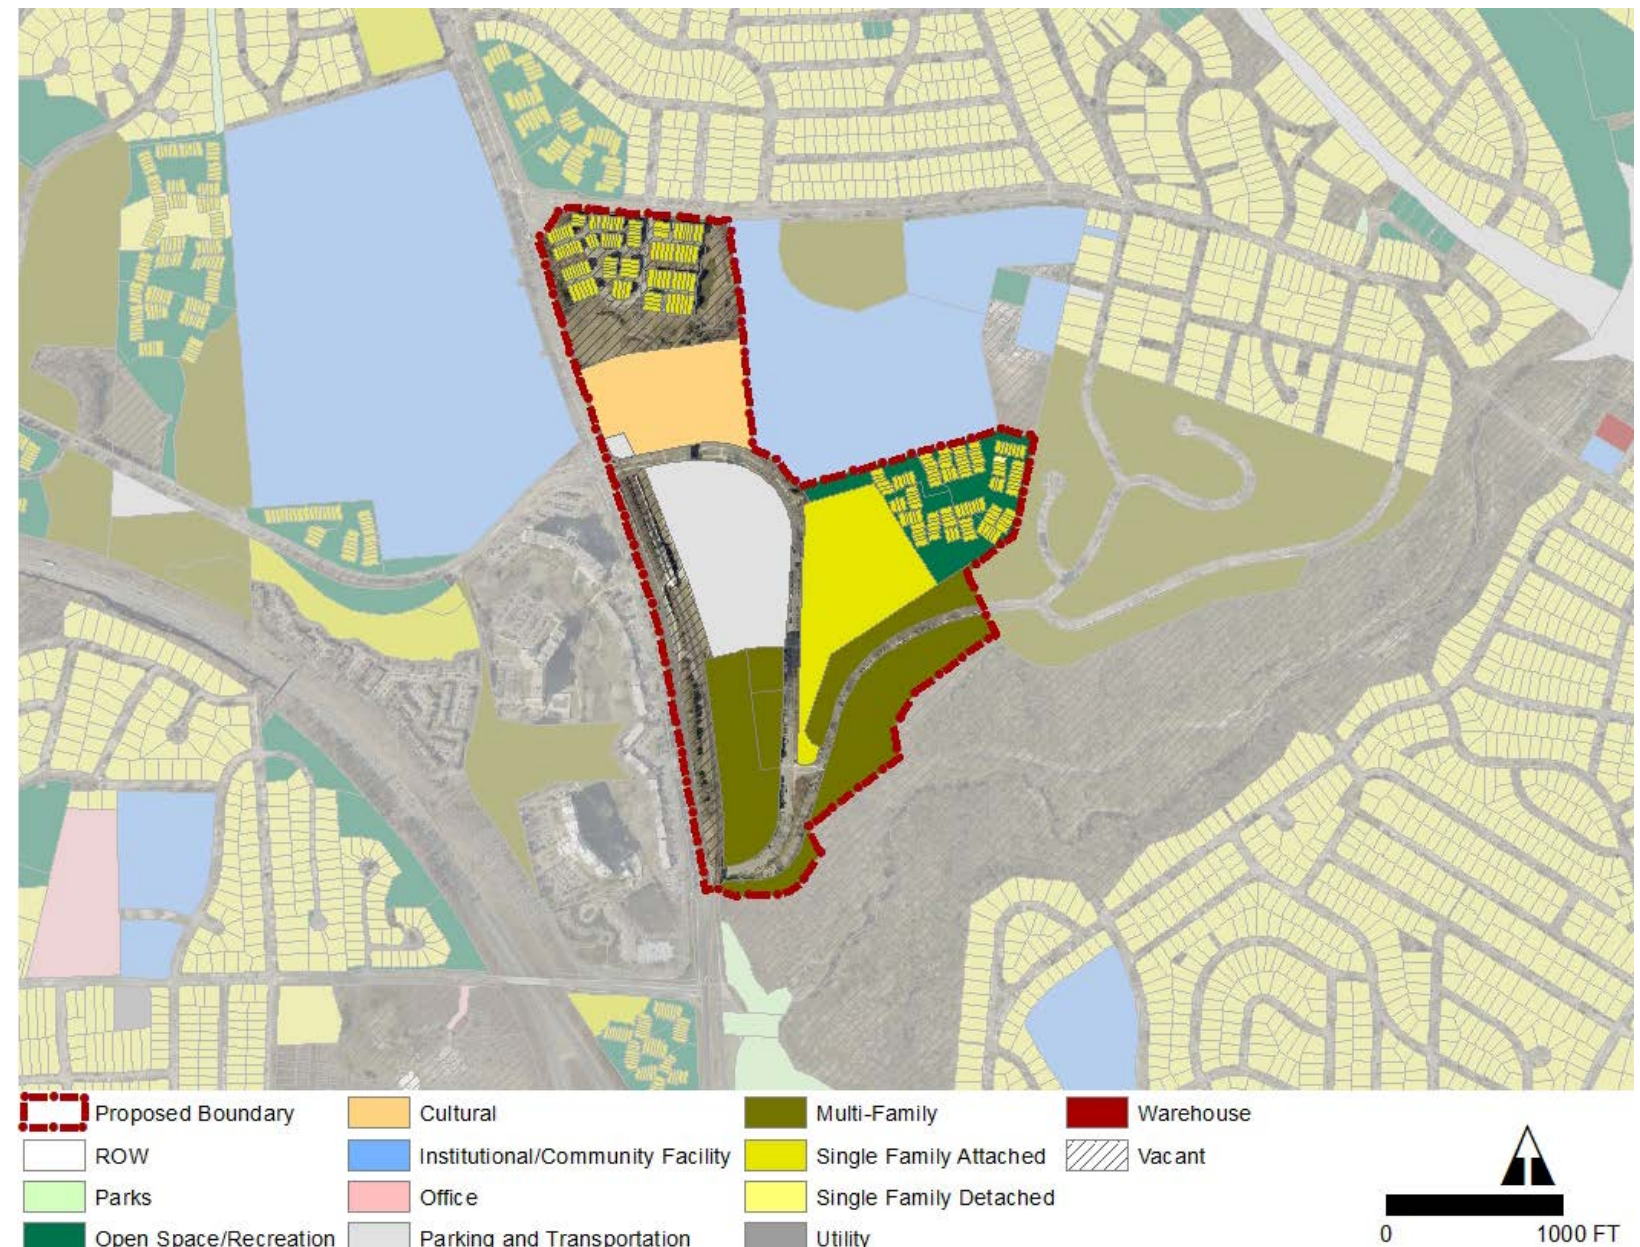 Proposed Boundary
ROW
Parks
Open Space/Recreation
Cultural
Institutional/Community Facility
Office
Parking and Transportation
Multi-Family
Single Family Attached
Single Family Detached
Utility
Warehouse
Vacant
0 1000 FT